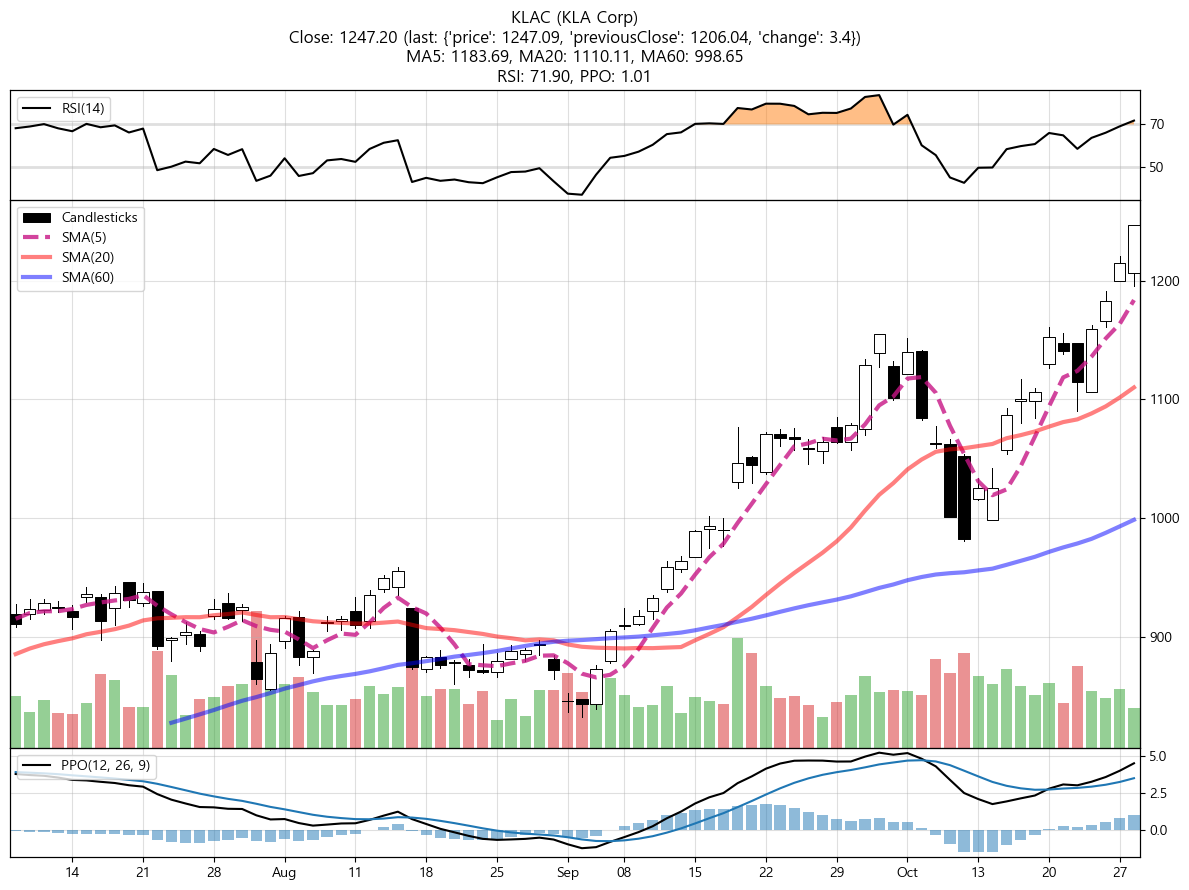 KLAC (KLA Corp)
Close: 1247.20 (last: {'price': 1247.09, 'previousClose': 1206.04, 'change': 3.4})
MA5: 1183.69, MA20: 1110.11, MA60: 998.65
RSI: 71.90, PPO: 1.01
RSI(14)
70
50
Candlesticks
SMA(5)
SMA(20)
SMA(60)
1200
1100
1000
900
PPO(12, 26, 9)
5.0
2.5
0.0
14 21 28 Aug 11 18 25 Sep 08 15 22 29 Oct 13 20 27